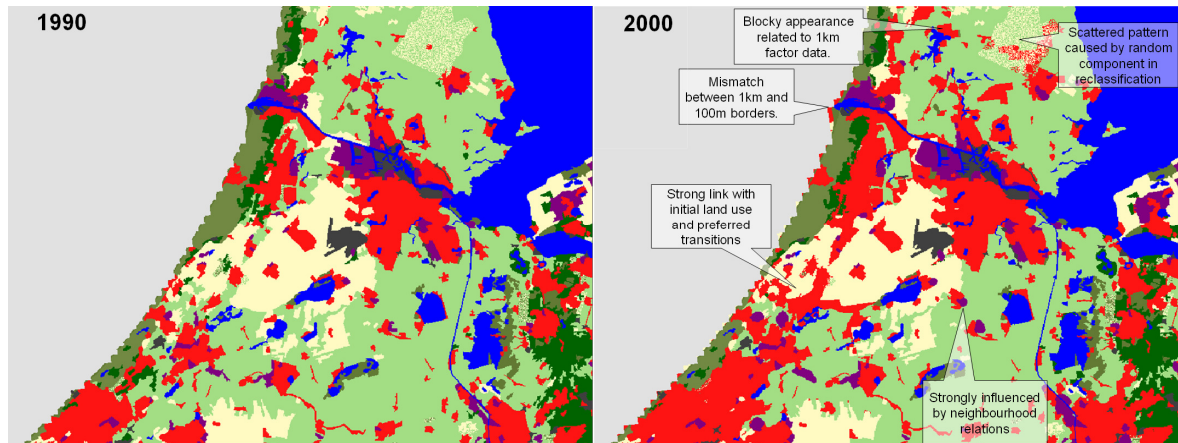 1990
2000
Blocky appearance
related to 1km
factor data.
Scattered pattern
caused by random
component in
reclassification
Mismatch
between 1km and
100m borders.
Strong link with
initial land use
and preferred
transitions
Strongly influenced
by neighbourhood
relations